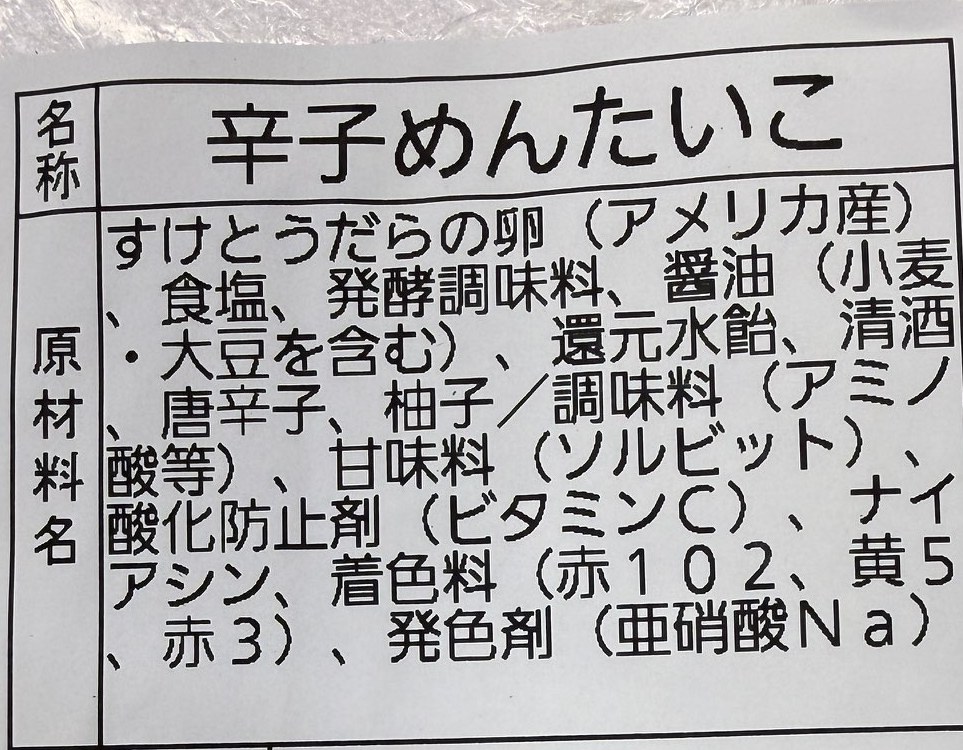 名称
辛子めんたいこ
原材料名
すけとうだらの卵（アメリカ産）
、食塩、発酵調味料、醤油（小麦
・大豆を含む）、還元水飴、清酒
、唐辛子、柚子／調味料（アミノ
酸等）、甘味料（ソルビット）、
酸化防止剤（ビタミンC）、ナイ
アシン、着色料（赤１０２、黄５
、赤３）、発色剤（亜硝酸Ｎａ）